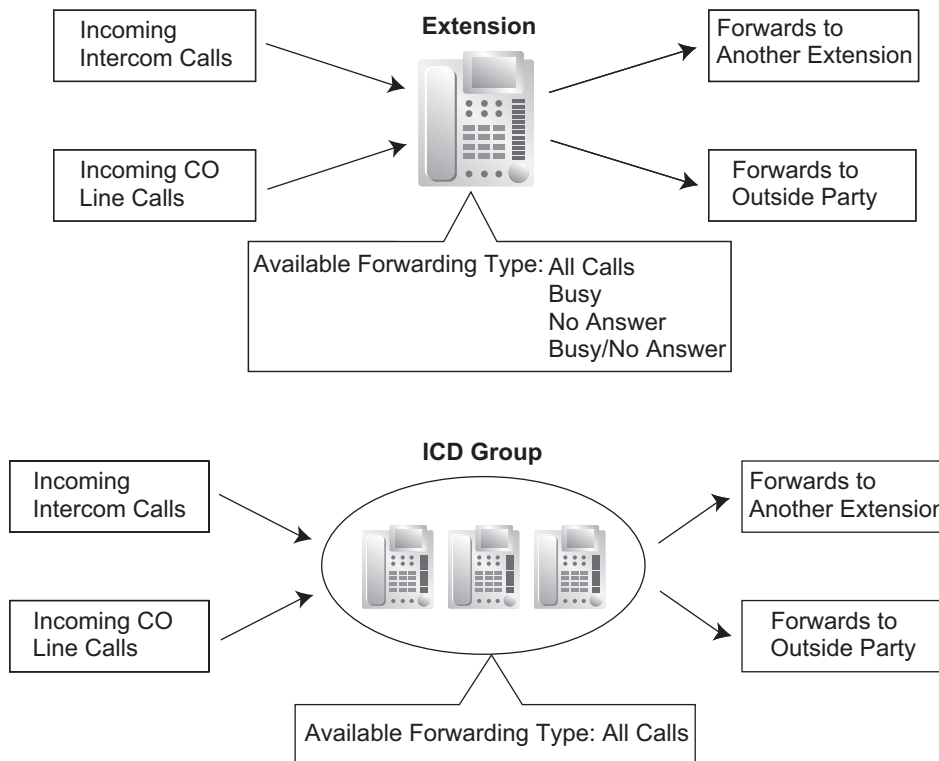 Extension
Incoming
Intercom Calls
Forwards to
Another Extension
Incoming CO
Line Calls
Forwards to
Outside Party
Available Forwarding Type: All Calls
Busy
No Answer
Busy/No Answer
ICD Group
Incoming
Intercom Calls
Forwards to
Another Extension
Incoming CO
Line Calls
Forwards to
Outside Party
Available Forwarding Type: All Calls